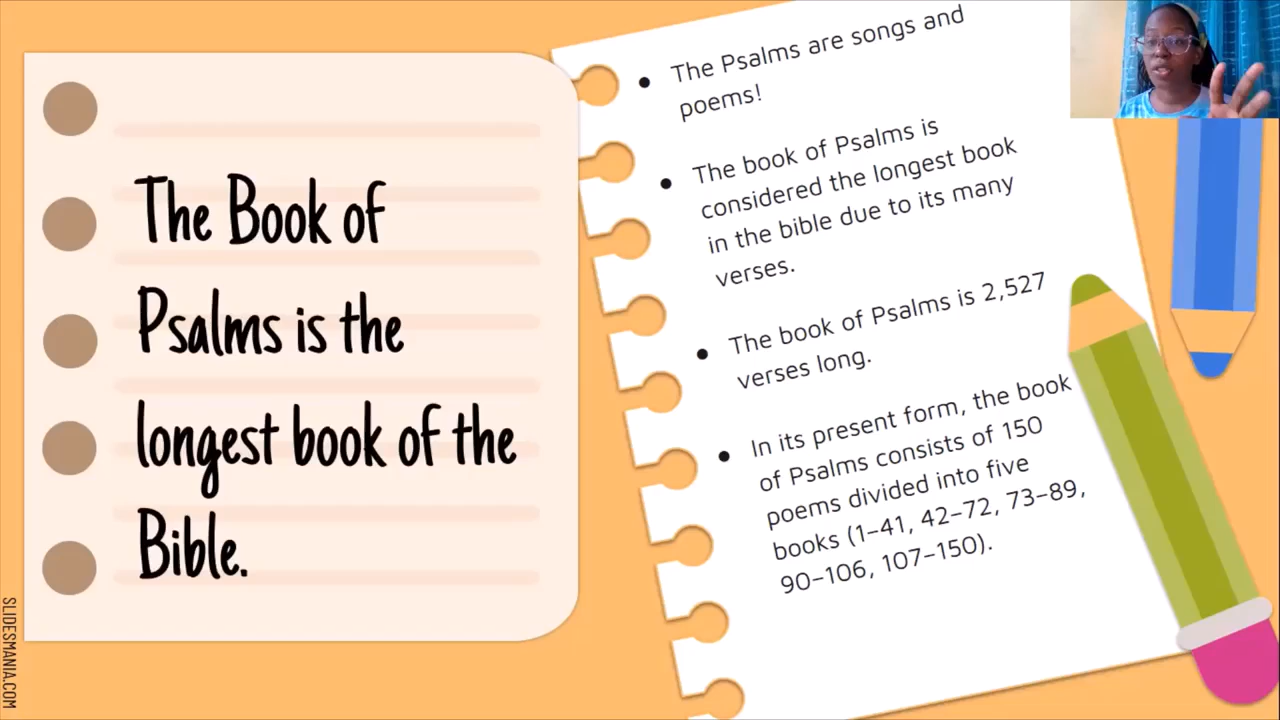 The Book of
Psalms is the
longest book of the
Bible.
The Psalms are songs and
poems!
The book of Psalms is
considered the longest book
in the bible due to its many
verses.
The book of Psalms is 2,527
verses long.
In its present form, the book
of Psalms consists of 150
poems divided into five
books (1–41, 42–72, 73–89,
90–106, 107–150).
SLIDESMANIA.COM